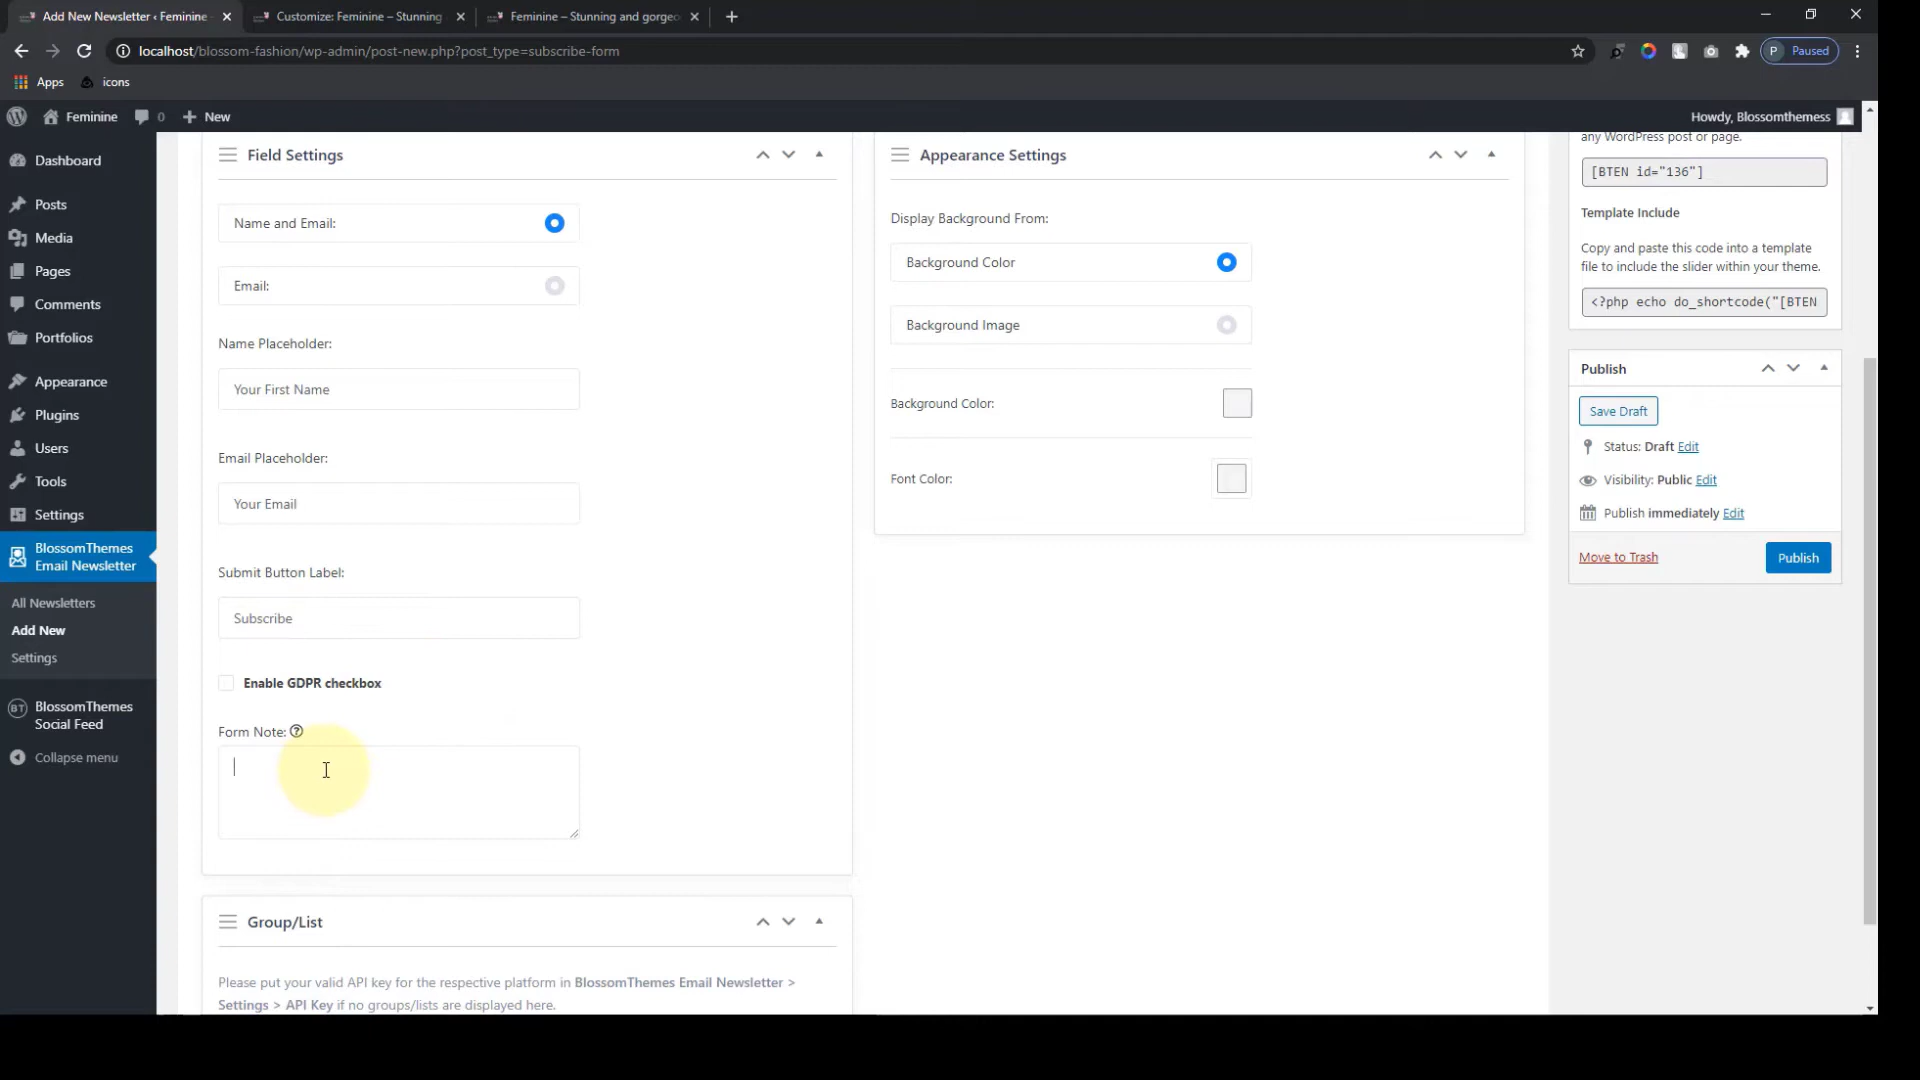 Add New Newsletter ‹ Feminine
Customize: Feminine – Stunning
Feminine – Stunning and gorgeo
localhost/blossom-fashion/wp-admin/post-new.php?post_type=subscribe-form
P Paused
Apps
icons
Feminine
0
New
Howdy, Blossomthemess
Dashboard
Posts
Media
Pages
Comments
Portfolios
Appearance
Plugins
Users
Tools
Settings
BlossomThemes
Email Newsletter
All Newsletters
Add New
Settings
BT
BlossomThemes
Social Feed
Collapse menu
Field Settings
Name and Email:
Email:
Name Placeholder:
Your First Name
Email Placeholder:
Your Email
Submit Button Label:
Subscribe
Enable GDPR checkbox
Form Note:
Group/List
Please put your valid API key for the respective platform in BlossomThemes Email Newsletter >
Settings > API Key if no groups/lists are displayed here.
Appearance Settings
Display Background From:
Background Color
Background Image
Background Color:
Font Color:
any WordPress post or page.
[BTEN id="136"]
Template Include
Copy and paste this code into a template
file to include the slider within your theme.
<?php echo do_shortcode("[BTEN
Publish
Save Draft
Status: Draft Edit
Visibility: Public Edit
Publish immediately Edit
Move to Trash
Publish